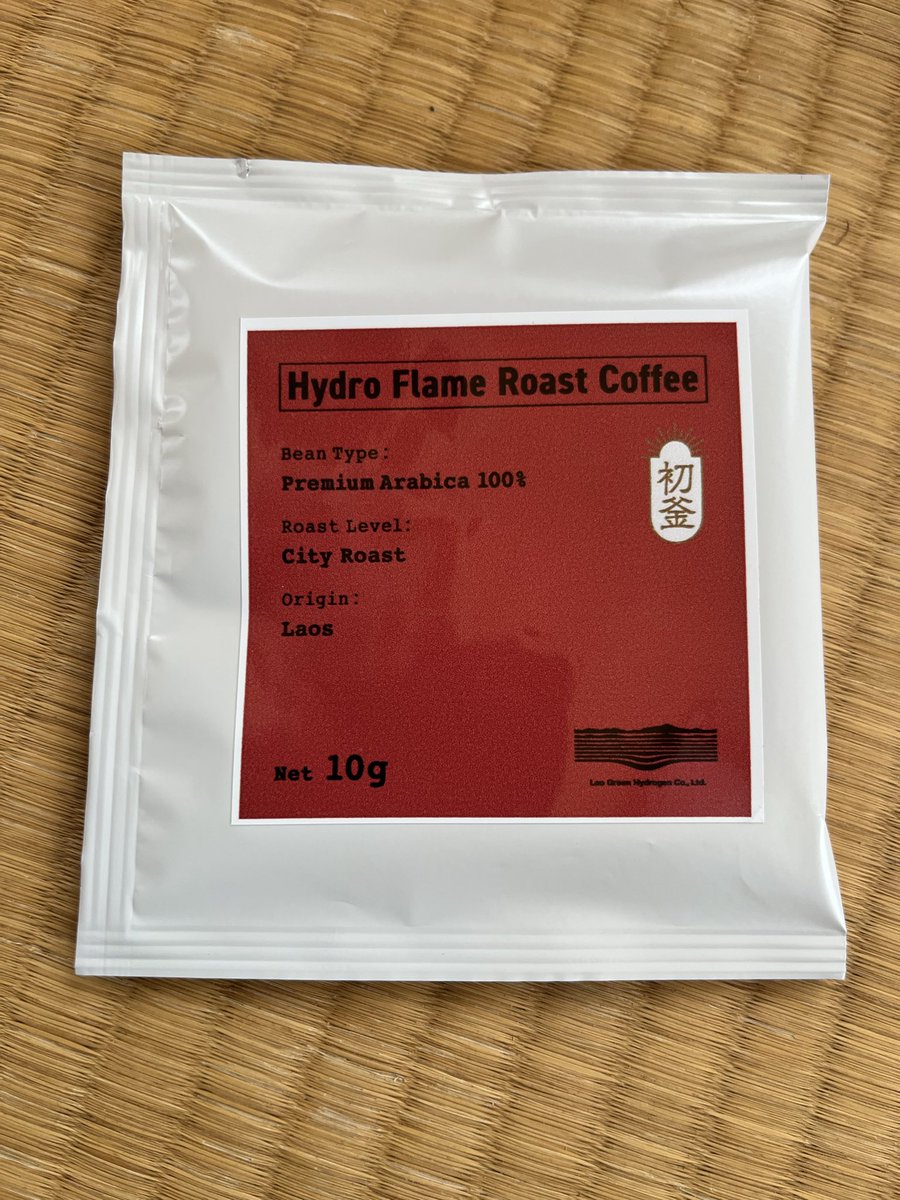 Hydro Flame Roast Coffee
Bean Type:
Premium Arabica 100%
初釜
Roast Level:
City Roast
Origin:
Laos
Net 10g
Lao Green Hydrogen Co., Ltd.